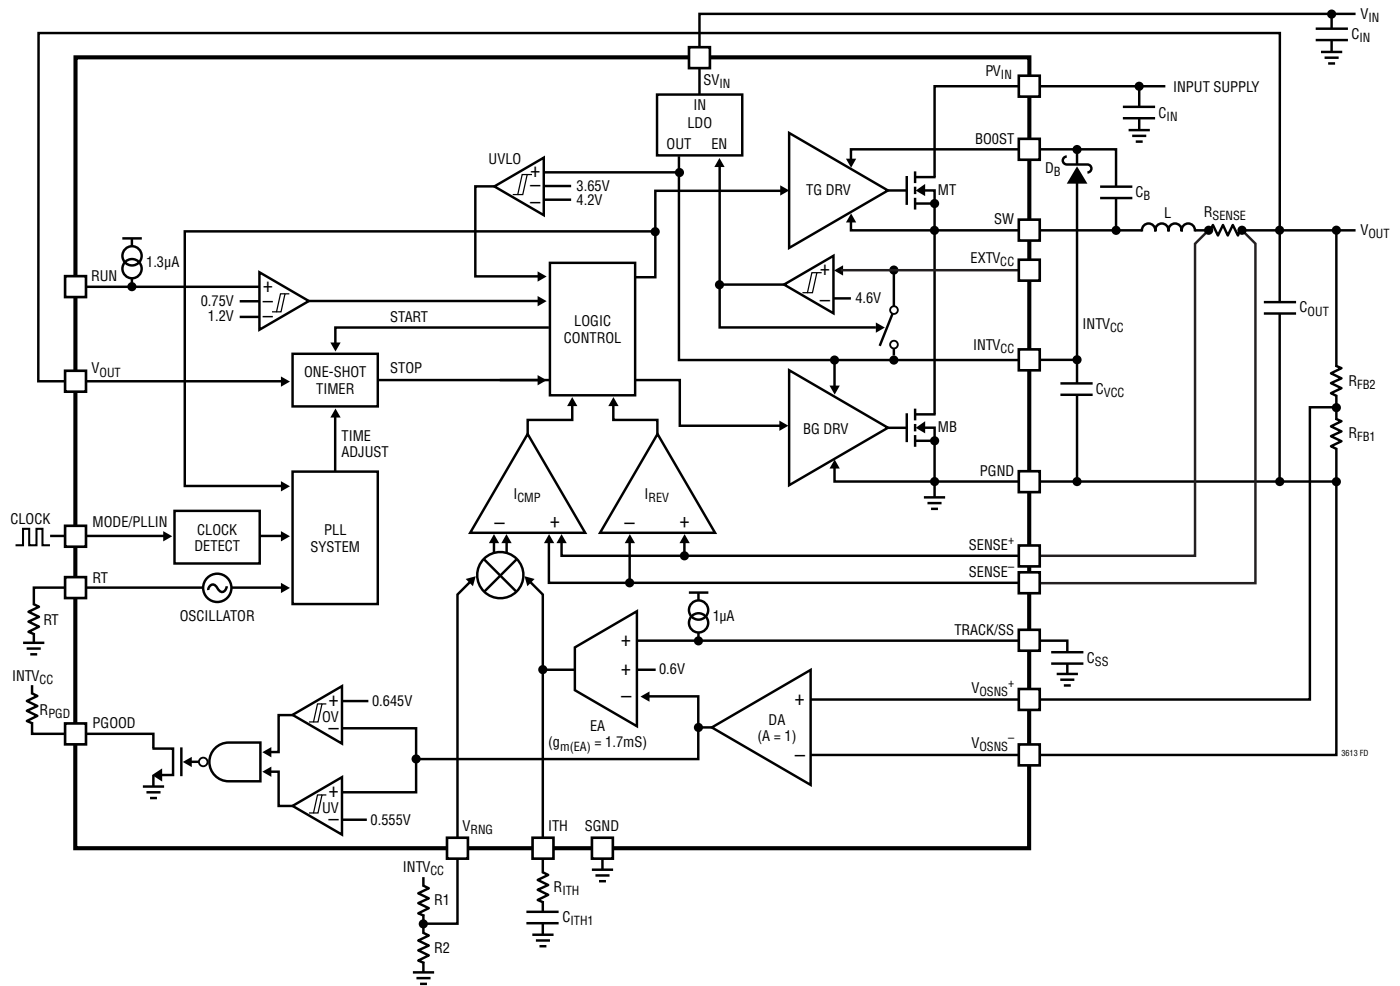 VIN
CIN
SVIN
PVIN
INPUT SUPPLY
IN
LDO
OUT EN
CIN
BOOST
DB
CB
UVLO
+
–
–
3.65V
4.2V
TG DRV
MT
SW
L
RSENSE
VOUT
1.3µA
RUN
+
–
–
0.75V
1.2V
EXTVCC
+
–
4.6V
COUT
LOGIC
CONTROL
START
INTVCC
INTVCC
VOUT
ONE-SHOT
TIMER
STOP
CVCC
RFB2
TIME
ADJUST
BG DRV
MB
RFB1
PGND
CLOCK
MODE/PLLIN
CLOCK
DETECT
PLL
SYSTEM
ICMP
– +
IREV
– +
SENSE+
SENSE–
RT
RT
OSCILLATOR
1µA
TRACK/SS
CSS
+
+
–
0.6V
EA
(gm(EA) = 1.7mS)
DA
(A = 1)
+
–
VOSNS+
VOSNS–
3613 FD
INTVCC
RPGD
PGOOD
+
OV
–
0.645V
+
UV
–
0.555V
VRNG
ITH
SGND
INTVCC
R1
R2
RITH
CITH1